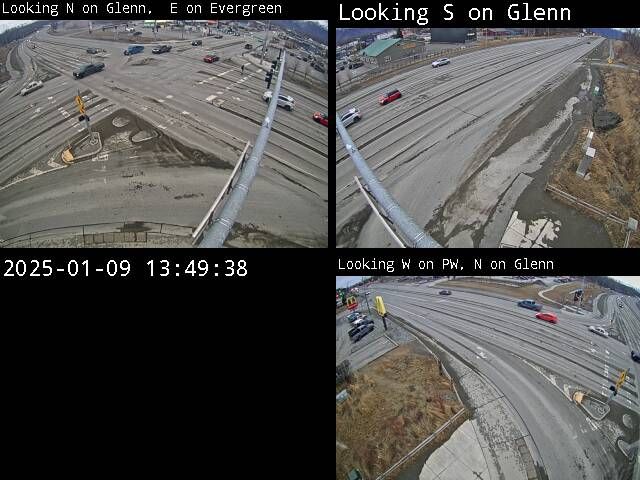 Looking N on Glenn,  E on Evergreen
Looking S on Glenn
2025-01-09 13:49:38
Looking W on PW, N on Glenn